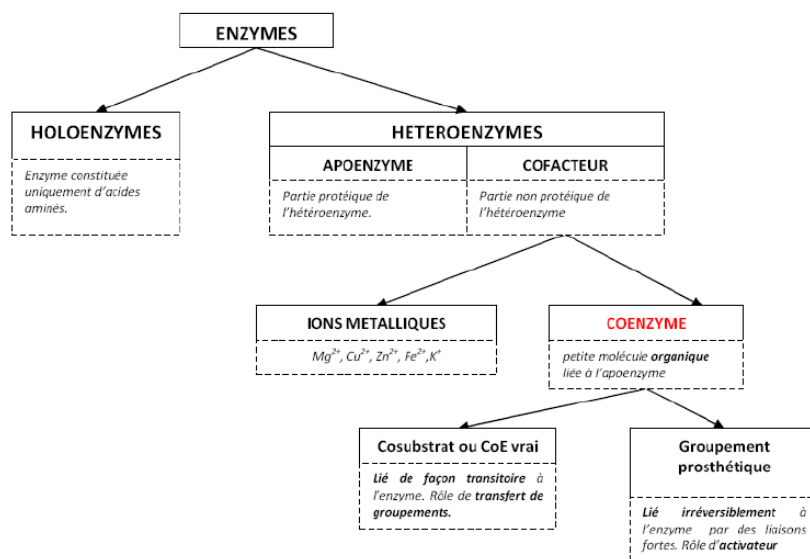 ENZYMES
HOLOENZYMES
Enzyme constituée
uniquement d'acides
aminés.
HETEROENZYMES
APOENZYME
Partie protéique de
l'hétéroenzyme.
COFACTEUR
Partie non protéique de
l'hétéroenzyme
IONS METALLIQUES
Mg²⁺, Cu²⁺, Zn²⁺, Fe²⁺,K⁺
COENZYME
petite molécule organique
liée à l'apoenzyme
Cosubstrat ou CoE vrai
Lié de façon transitoire à
l'enzyme. Rôle de transfert de
groupements.
Groupement
prosthétique
Lié irréversiblement à
l'enzyme par des liaisons
fortes. Rôle d'activateur